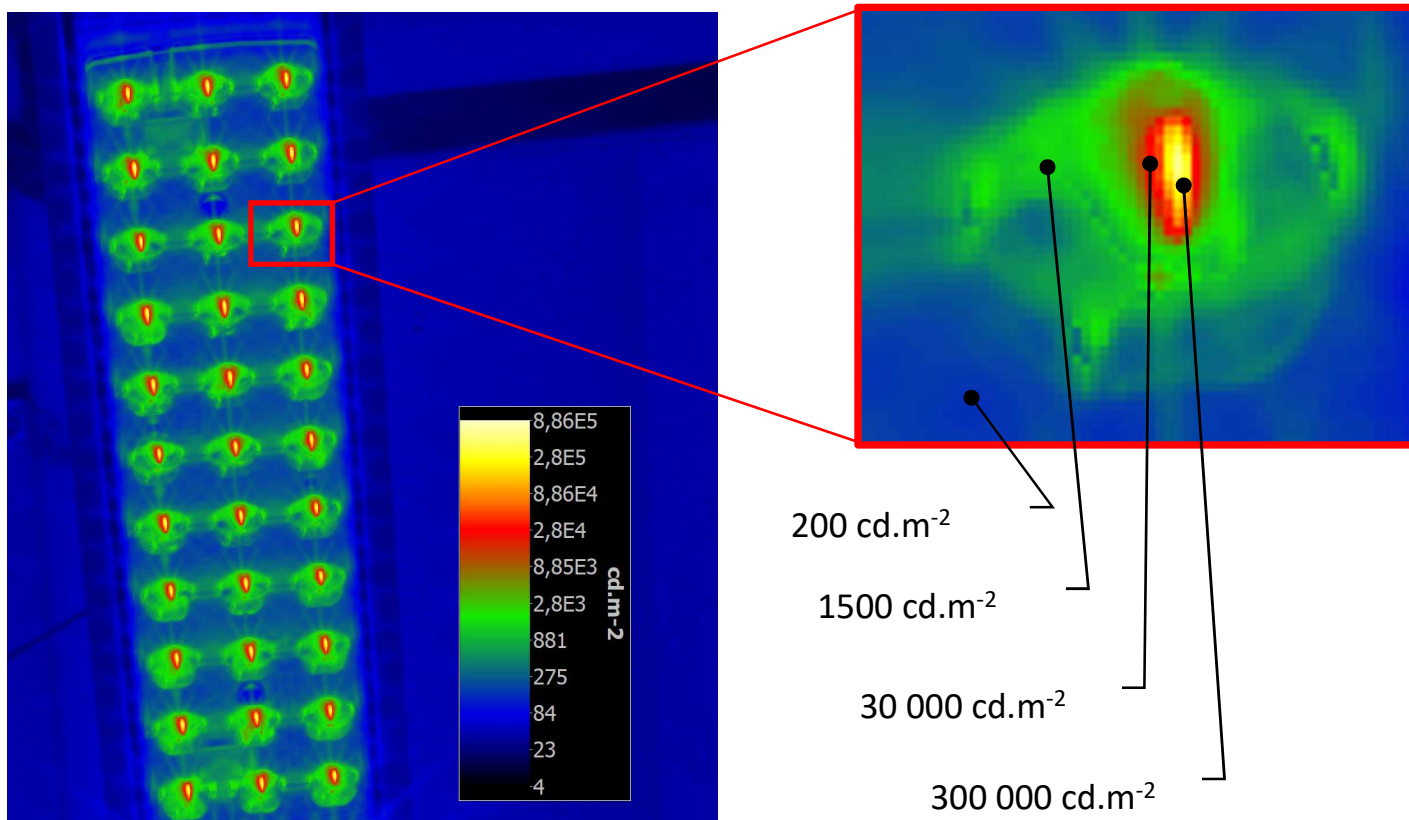 8,86E5
2,8E5
8,86E4
2,8E4
8,85E3
2,8E3
881
275
84
23
4
cd.m-2
200 cd.m⁻²
1500 cd.m⁻²
30 000 cd.m⁻²
300 000 cd.m⁻²